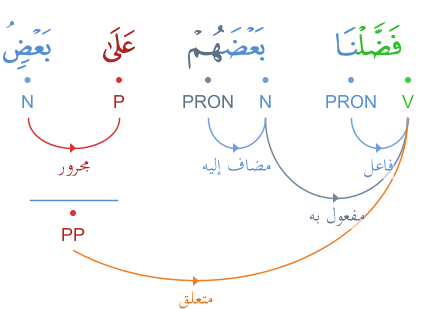 فَضَّلْنَا بَعْضَهُمْ عَلَىٰ بَعْضٍ
V PRON N PRON P N
فاعل مضاف إليه مجرور
مفعول به
PP
متعلق